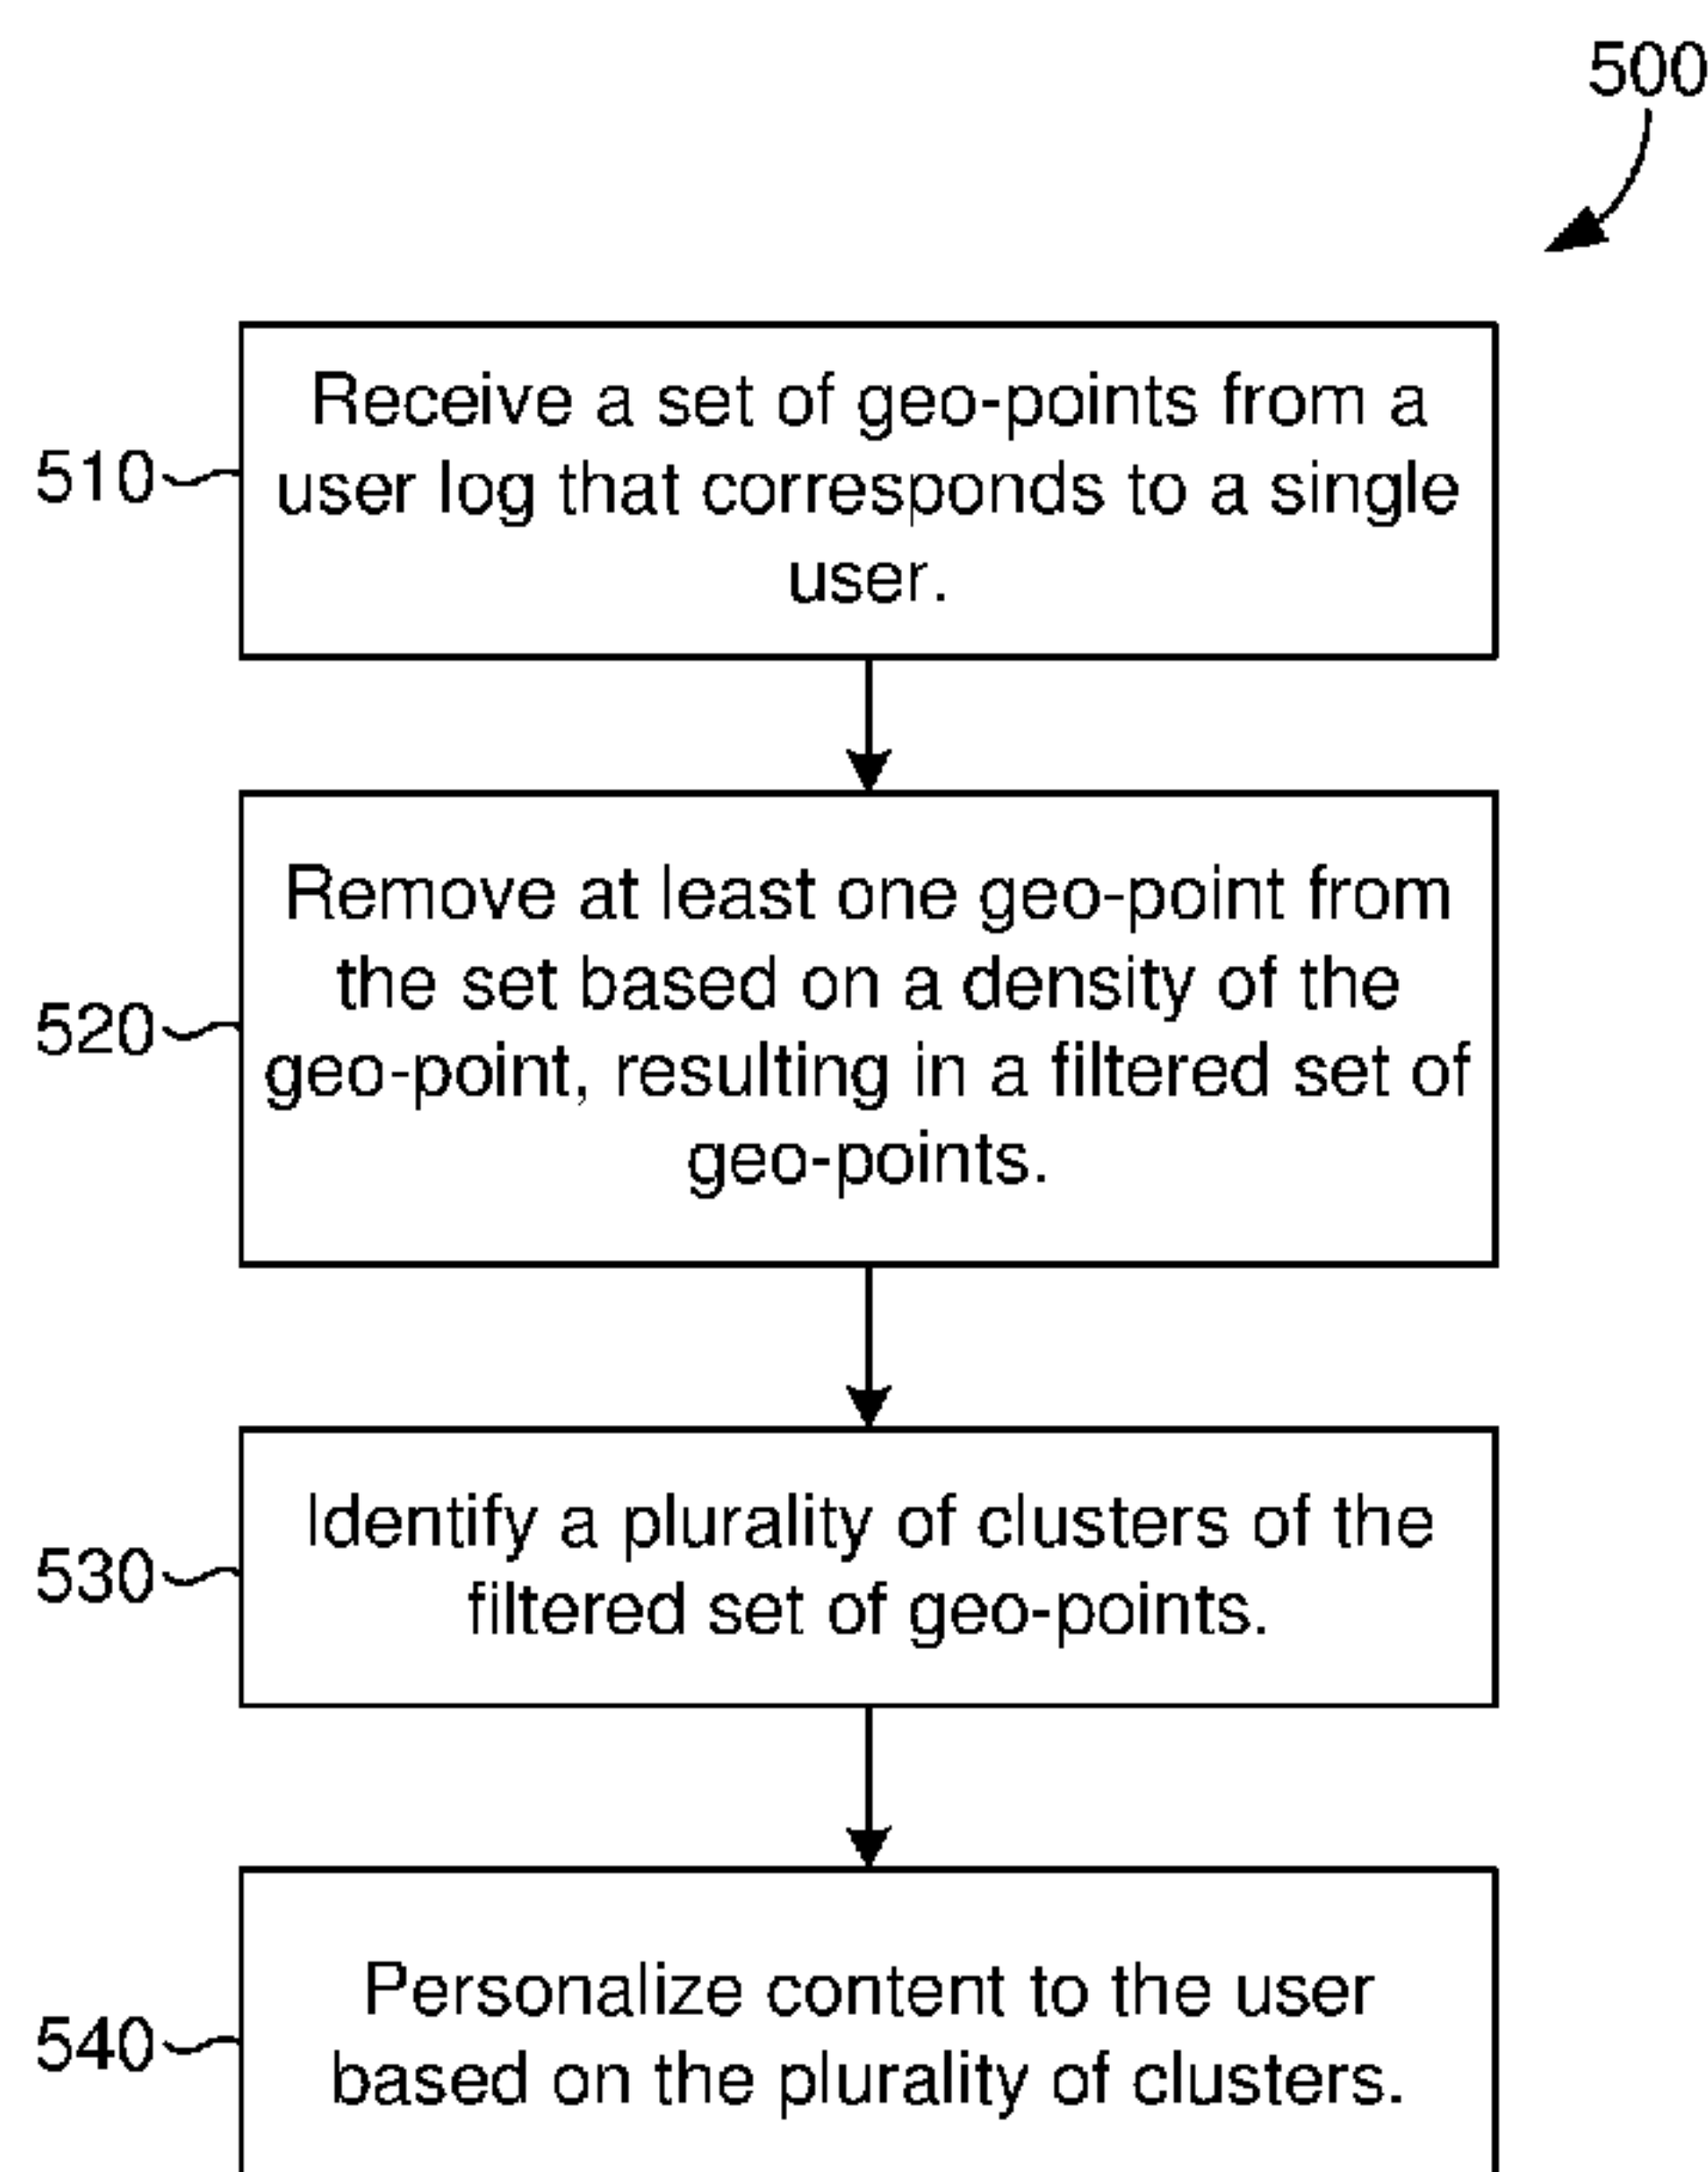 500
510
Receive a set of geo-points from a
user log that corresponds to a single
user.
520
Remove at least one geo-point from
the set based on a density of the
geo-point, resulting in a filtered set of
geo-points.
530
Identify a plurality of clusters of the
filtered set of geo-points.
540
Personalize content to the user
based on the plurality of clusters.